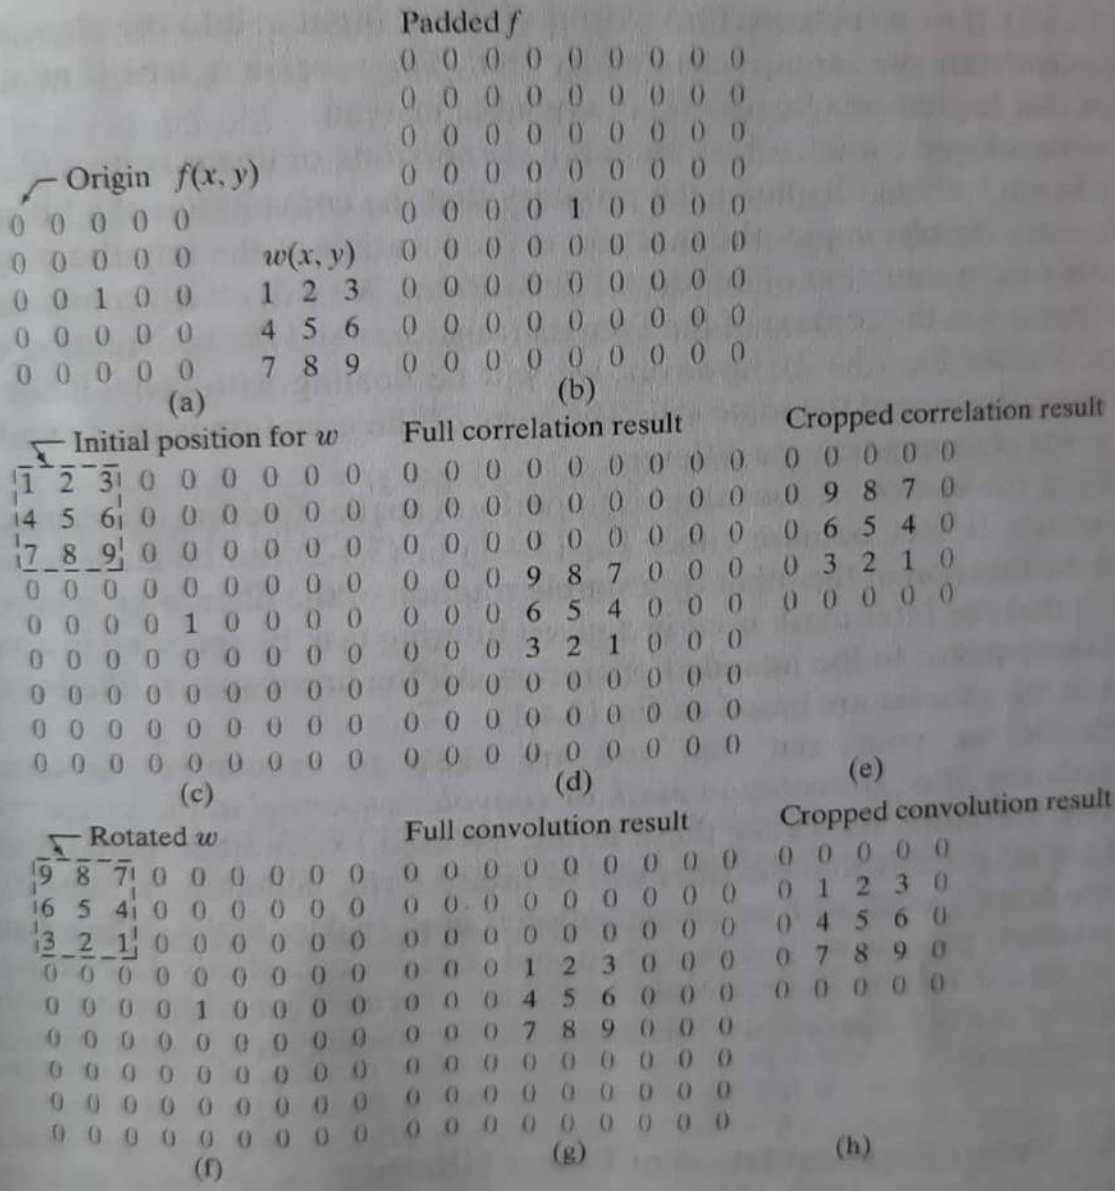 Padded f
0 0 0 0 0 0 0 0 0
0 0 0 0 0 0 0 0 0
0 0 0 0 0 0 0 0 0
0 0 0 0 0 0 0 0 0
0 0 0 0 1 0 0 0 0
0 0 0 0 0 0 0 0 0
0 0 0 0 0 0 0 0 0
0 0 0 0 0 0 0 0 0
0 0 0 0 0 0 0 0 0
(b)
Origin f(x, y)
0 0 0 0 0
0 0 0 0 0
0 0 1 0 0
0 0 0 0 0
0 0 0 0 0
w(x, y)
1 2 3
4 5 6
7 8 9
(a)
Initial position for w
1 2 3 0 0 0 0 0 0
4 5 6 0 0 0 0 0 0
7 8 9 0 0 0 0 0 0
0 0 0 0 0 0 0 0 0
0 0 0 0 1 0 0 0 0
0 0 0 0 0 0 0 0 0
0 0 0 0 0 0 0 0 0
0 0 0 0 0 0 0 0 0
0 0 0 0 0 0 0 0 0
(c)
Full correlation result
0 0 0 0 0 0 0 0 0
0 0 0 0 0 0 0 0 0
0 0 0 0 0 0 0 0 0
0 0 0 9 8 7 0 0 0
0 0 0 6 5 4 0 0 0
0 0 0 3 2 1 0 0 0
0 0 0 0 0 0 0 0 0
0 0 0 0 0 0 0 0 0
0 0 0 0 0 0 0 0 0
(d)
Cropped correlation result
0 0 0 0 0
0 9 8 7 0
0 6 5 4 0
0 3 2 1 0
0 0 0 0 0
(e)
Rotated w
9 8 7 0 0 0 0 0 0
6 5 4 0 0 0 0 0 0
3 2 1 0 0 0 0 0 0
0 0 0 0 0 0 0 0 0
0 0 0 0 1 0 0 0 0
0 0 0 0 0 0 0 0 0
0 0 0 0 0 0 0 0 0
0 0 0 0 0 0 0 0 0
0 0 0 0 0 0 0 0 0
(f)
Full convolution result
0 0 0 0 0 0 0 0 0
0 0 0 0 0 0 0 0 0
0 0 0 0 0 0 0 0 0
0 0 0 1 2 3 0 0 0
0 0 0 4 5 6 0 0 0
0 0 0 7 8 9 0 0 0
0 0 0 0 0 0 0 0 0
0 0 0 0 0 0 0 0 0
0 0 0 0 0 0 0 0 0
(g)
Cropped convolution result
0 0 0 0 0
0 1 2 3 0
0 4 5 6 0
0 7 8 9 0
0 0 0 0 0
(h)